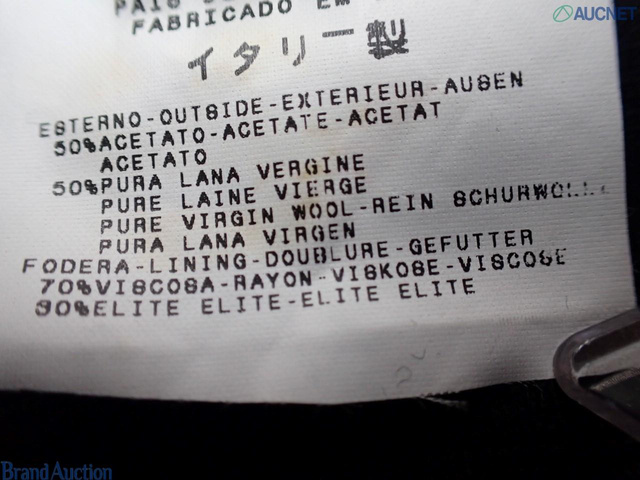 FABRICADO EM
イタリー製
ESTERNO-OUTSIDE-EXTERIEUR-AUSEN
50%ACETATO-ACETATE-ACETAT
ACETATO
50%PURA LANA VERGINE
PURE LAINE VIERGE
PURE VIRGIN WOOL-REIN SCHURWOLL
PURA LANA VIRGEN
FODERA-LINING-DOUBLURE-GEFUTTER
70%VISCOSA-RAYON-VISKOSE-VISCOSE
30%ELITE ELITE-ELITE ELITE
AUCNET
Brand Auction